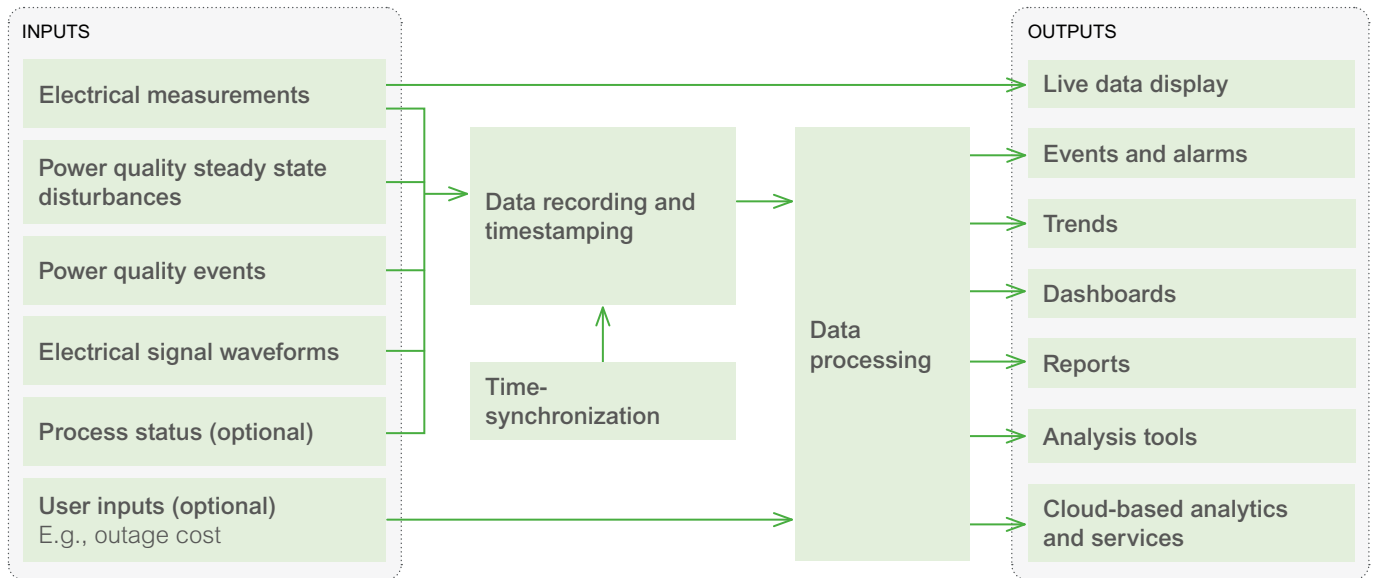 INPUTS
Electrical measurements
Power quality steady state
disturbances
Power quality events
Electrical signal waveforms
Process status (optional)
User inputs (optional)
E.g., outage cost
Data recording and
timestamping
Time-
synchronization
Data
processing
OUTPUTS
Live data display
Events and alarms
Trends
Dashboards
Reports
Analysis tools
Cloud-based analytics
and services